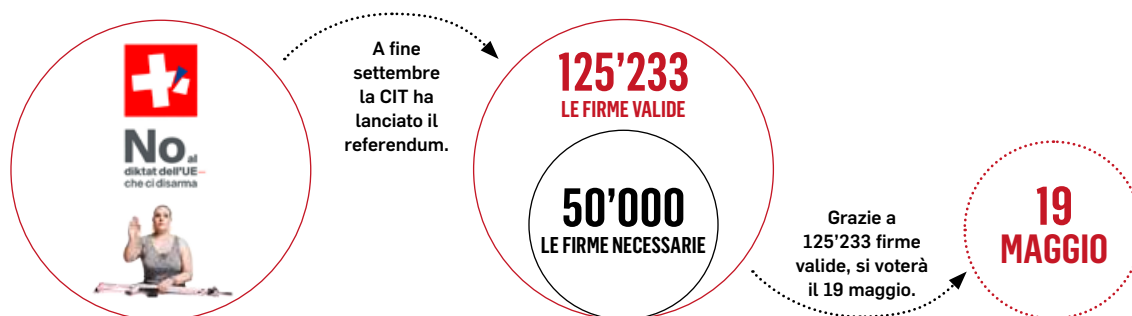 No al
diktat dell'UE–
che ci disarma
A fine
settembre
la CIT ha
lanciato il
referendum.
125'233
LE FIRME VALIDE
50'000
LE FIRME NECESSARIE
Grazie a
125'233 firme
valide, si voterà
il 19 maggio.
19
MAGGIO